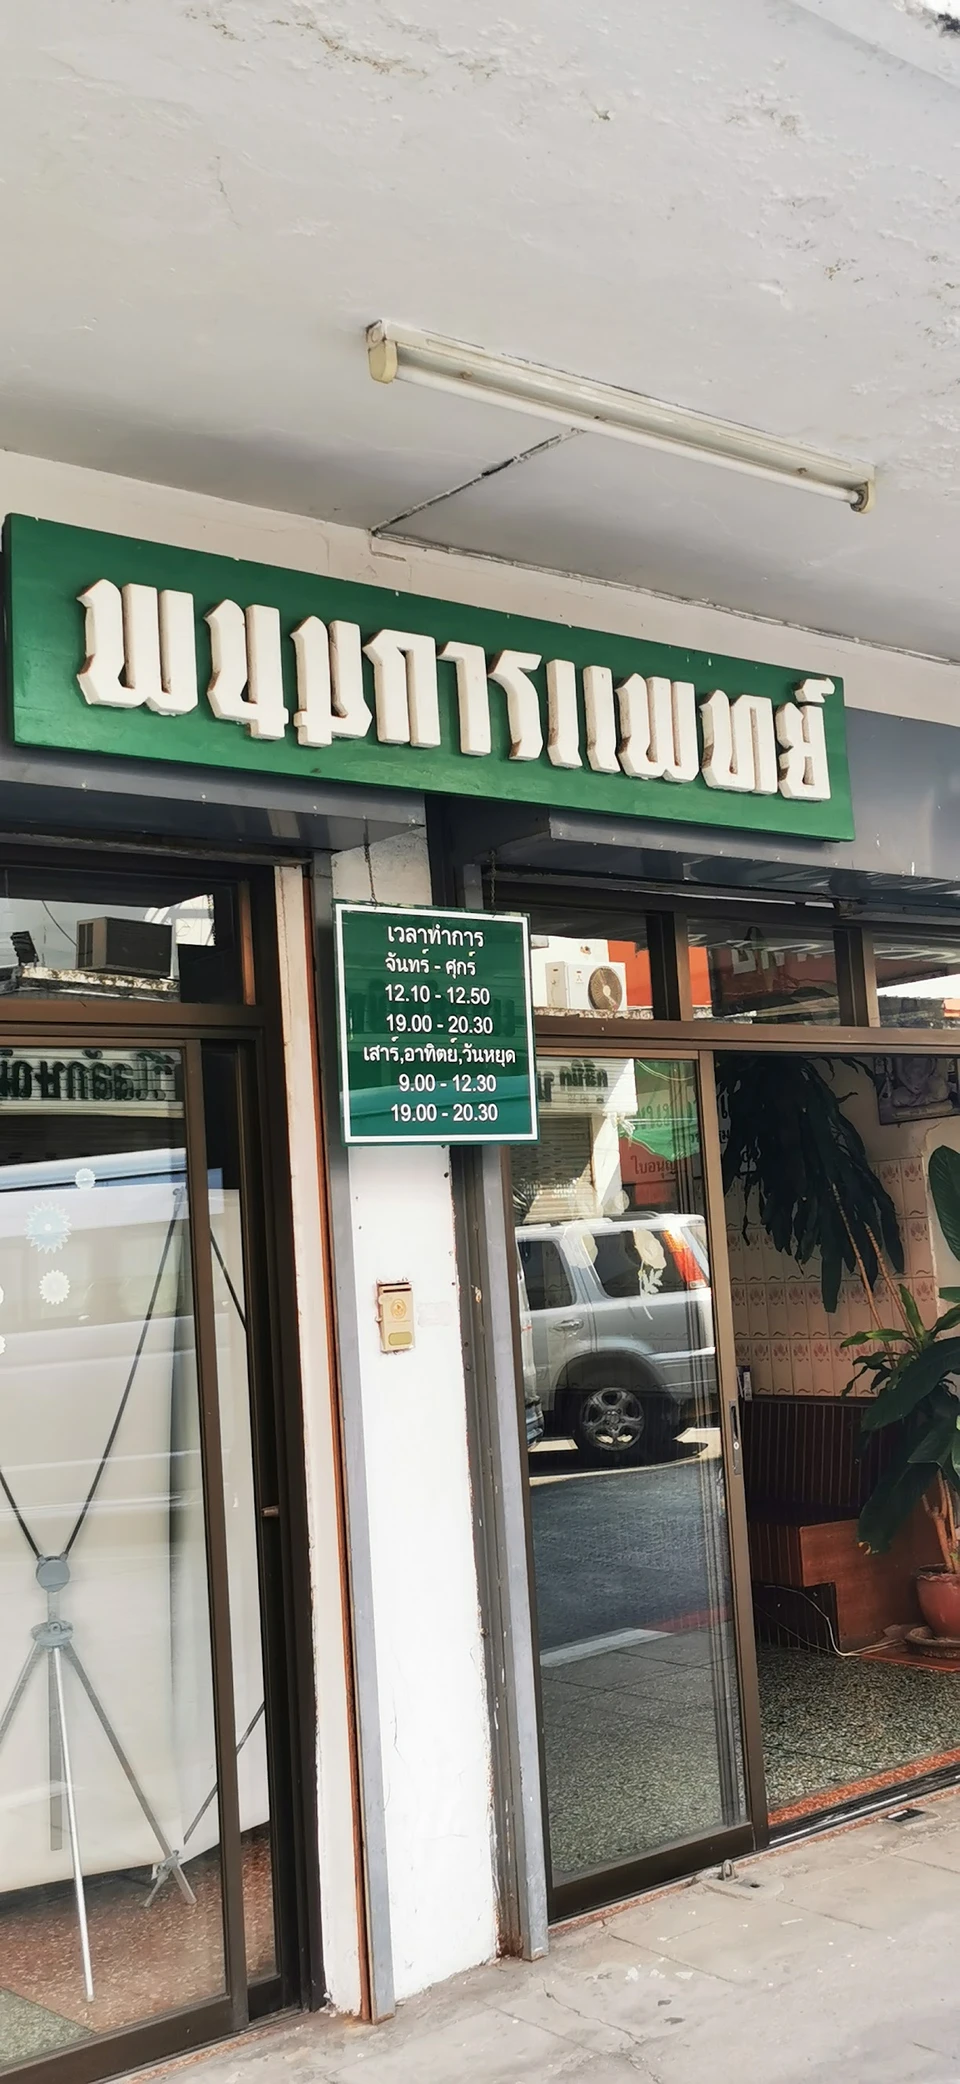 พนมการแพทย์
เวลาทำการ
จันทร์ - ศุกร์
12.10 - 12.50
19.00 - 20.30
เสาร์,อาทิตย์,วันหยุด
9.00 - 12.30
19.00 - 20.30